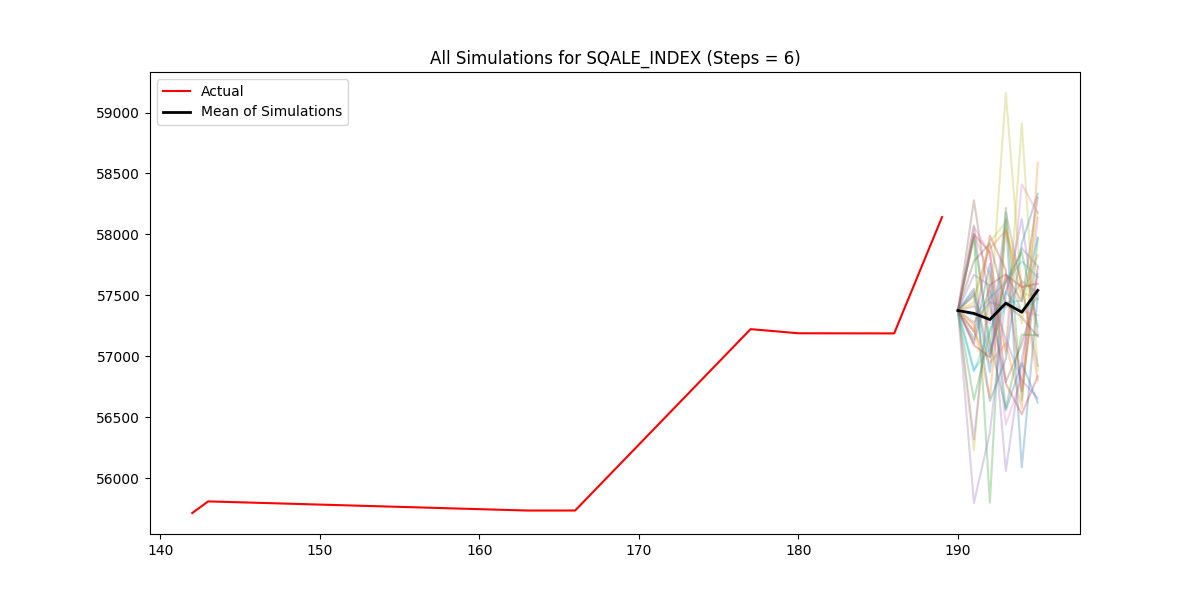 All Simulations for SQALE_INDEX (Steps = 6)
Actual
Mean of Simulations
59000
58500
58000
57500
57000
56500
56000
140 150 160 170 180 190